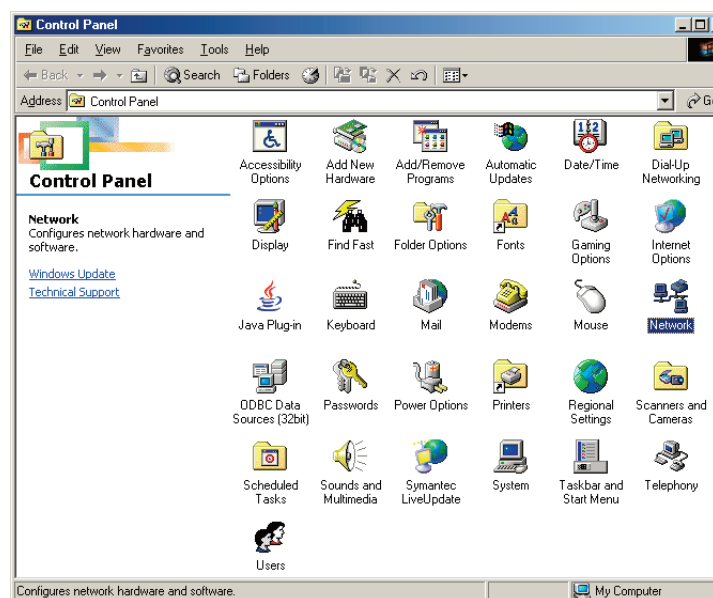 Control Panel
File Edit View Favorites Tools Help
Back Search Folders
Address Control Panel
Control Panel
Network
Configures network hardware and
software.
Windows Update
Technical Support
Accessibility
Options
Add New
Hardware
Add/Remove
Programs
Automatic
Updates
Date/Time
Dial-Up
Networking
Display
Find Fast
Folder Options
Fonts
Gaming
Options
Internet
Options
Java Plug-in
Keyboard
Mail
Modems
Mouse
Network
ODBC Data
Sources (32bit)
Passwords
Power Options
Printers
Regional
Settings
Scanners and
Cameras
Scheduled
Tasks
Sounds and
Multimedia
Symantec
LiveUpdate
System
Taskbar and
Start Menu
Telephony
Users
Configures network hardware and software.
My Computer